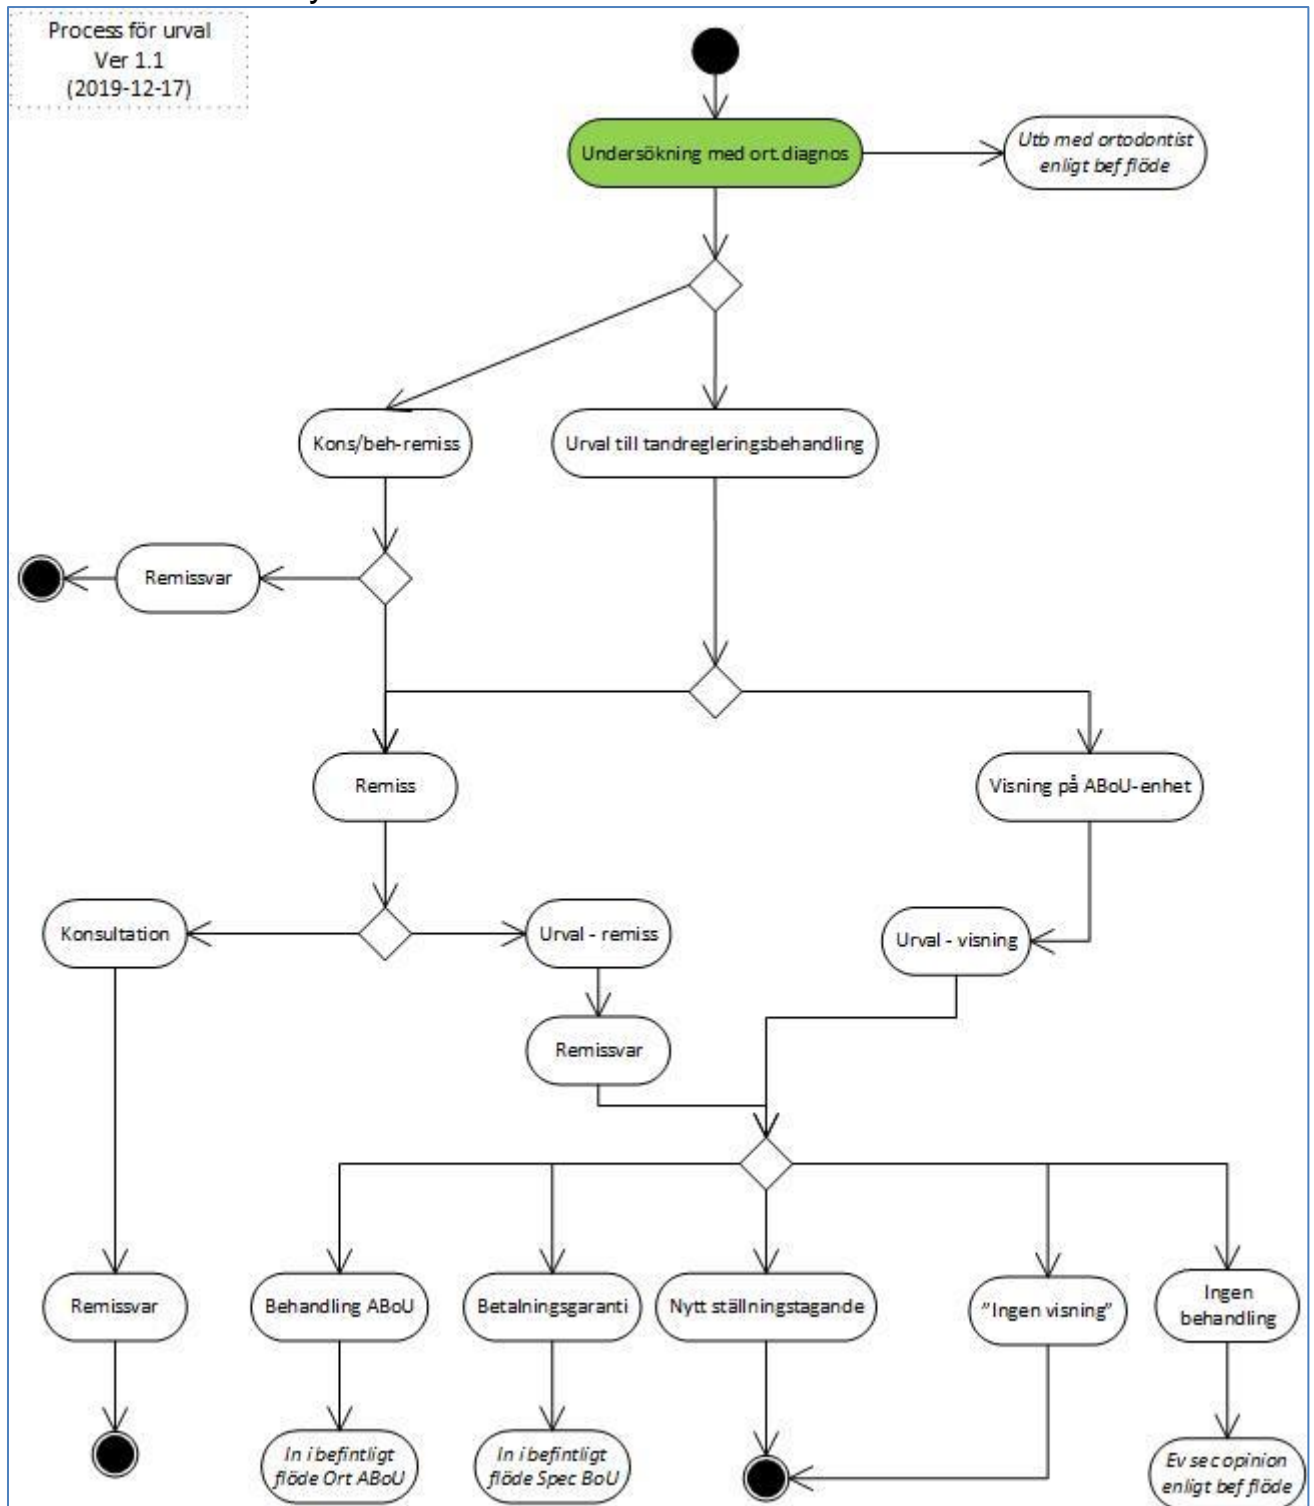 Process för urval
Ver 1.1
(2019-12-17)
Undersökning med ort.diagnos
Utb med ortodontist
enligt bef flöde
Kons/beh-remiss
Urval till tandregleringsbehandling
Remissvar
Remiss
Visning på ABoU-enhet
Konsultation
Urval - remiss
Urval - visning
Remissvar
Remissvar
Behandling ABoU
Betalningsgaranti
Nytt ställningstagande
"Ingen visning"
Ingen
behandling
In i befintligt
flöde Ort ABoU
In i befintligt
flöde Spec BoU
Ev sec opinion
enligt bef flöde